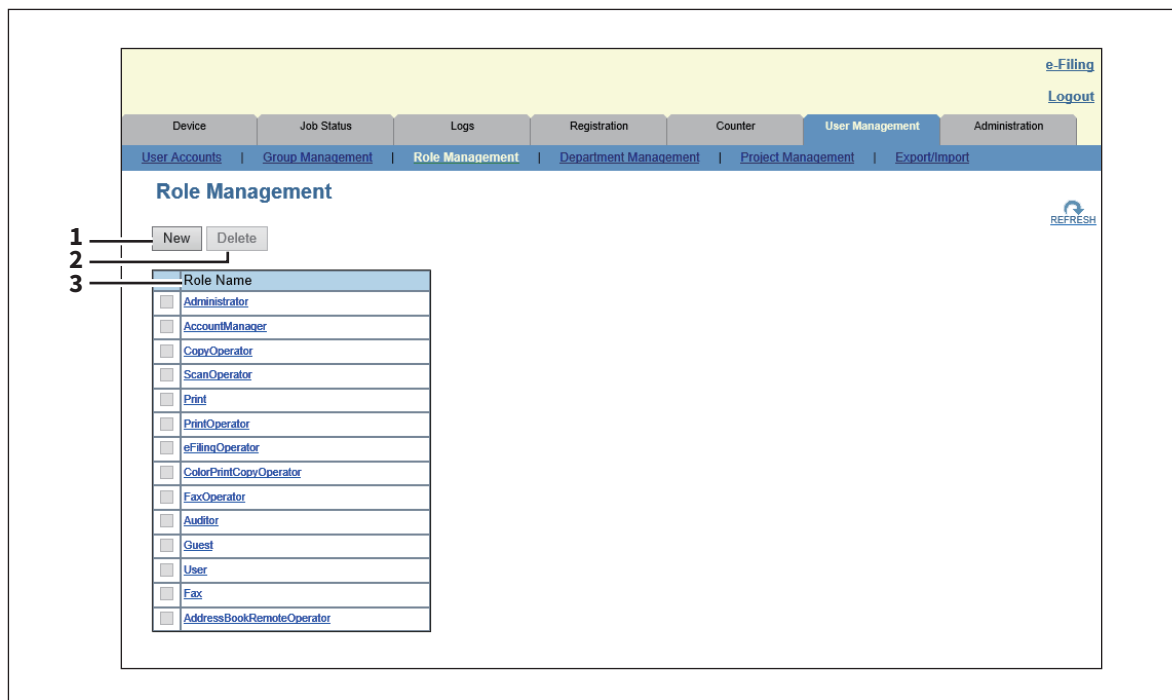 e-Filing
Logout
Device Job Status Logs Registration Counter User Management Administration
User Accounts | Group Management | Role Management | Department Management | Project Management | Export/Import
Role Management
REFRESH
1 New Delete
2
3 Role Name
Administrator
AccountManager
CopyOperator
ScanOperator
Print
PrintOperator
eFilingOperator
ColorPrintCopyOperator
FaxOperator
Auditor
Guest
User
Fax
AddressBookRemoteOperator